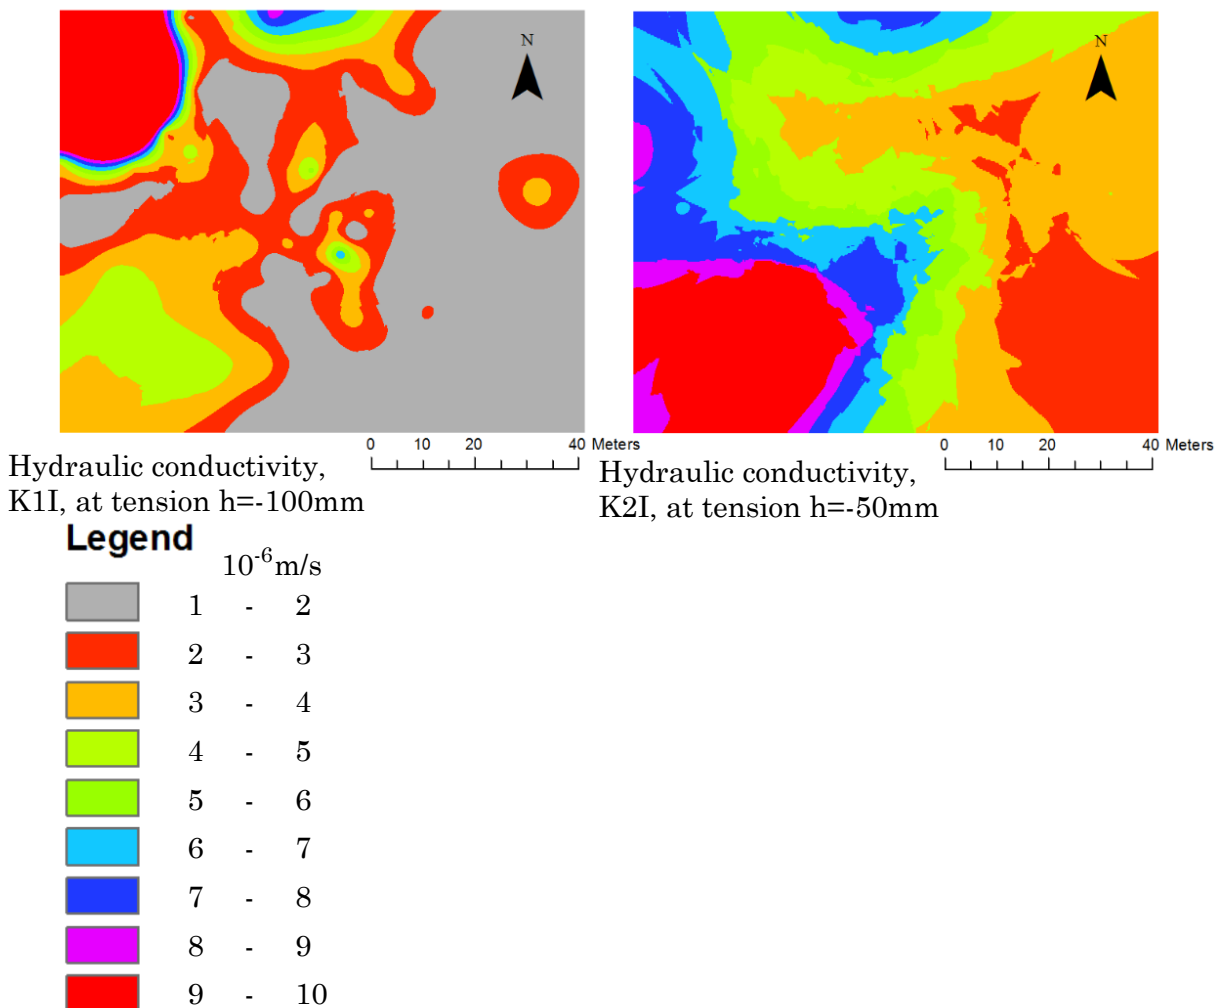 N
N
0 10 20 40 Meters
0 10 20 40 Meters
Hydraulic conductivity,
K1I, at tension h=-100mm
Hydraulic conductivity,
K2I, at tension h=-50mm
Legend
10⁻⁶m/s
1 - 2
2 - 3
3 - 4
4 - 5
5 - 6
6 - 7
7 - 8
8 - 9
9 - 10